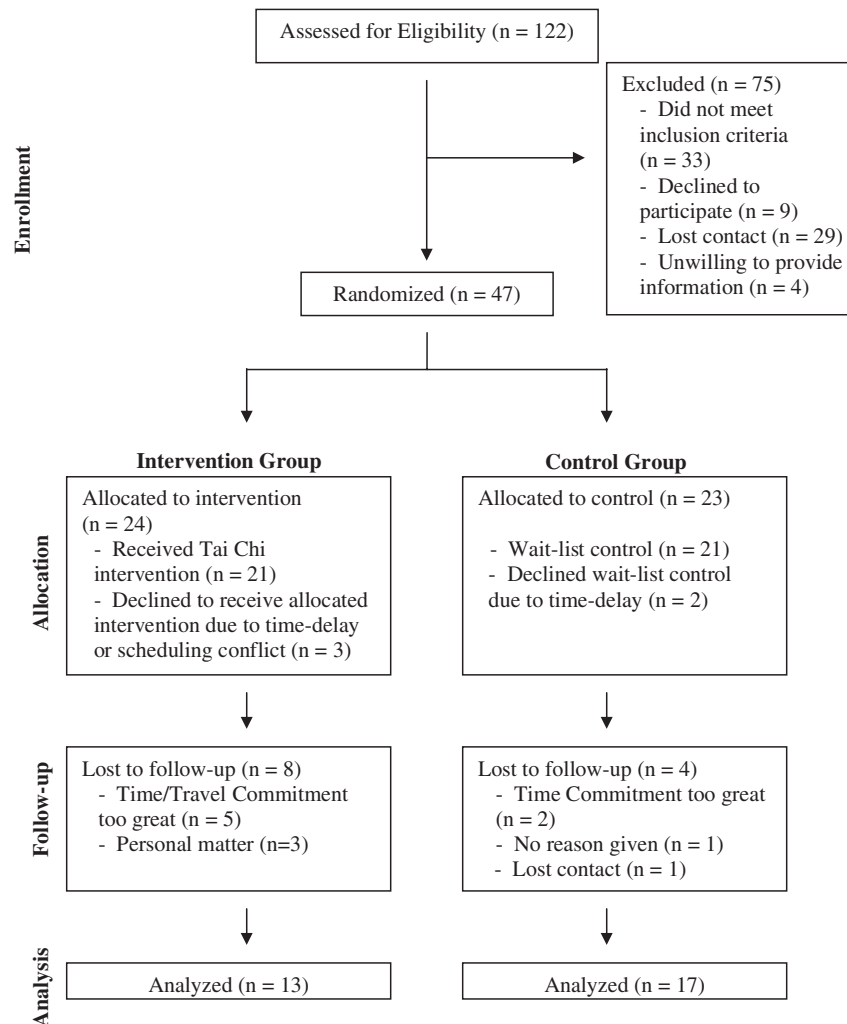 Assessed for Eligibility (n = 122)
Excluded (n = 75)
- Did not meet
inclusion criteria
(n = 33)
- Declined to
participate (n = 9)
- Lost contact (n = 29)
- Unwilling to provide
information (n = 4)
Enrollment
Randomized (n = 47)
Intervention Group
Allocated to intervention
(n = 24)
- Received Tai Chi
intervention (n = 21)
- Declined to receive allocated
intervention due to time-delay
or scheduling conflict (n = 3)
Control Group
Allocated to control (n = 23)
- Wait-list control (n = 21)
- Declined wait-list control
due to time-delay (n = 2)
Allocation
Lost to follow-up (n = 8)
- Time/Travel Commitment
too great (n = 5)
- Personal matter (n=3)
Lost to follow-up (n = 4)
- Time Commitment too great
(n = 2)
- No reason given (n = 1)
- Lost contact (n = 1)
Follow-up
Analyzed (n = 13)
Analyzed (n = 17)
Analysis